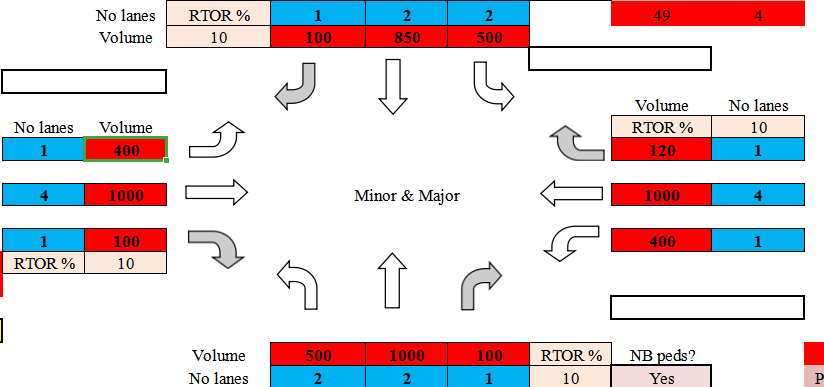 No lanes RTOR % 1 2 2 49 4
Volume 10 100 850 500
Volume No lanes
No lanes Volume RTOR % 10
1 400 120 1
4 1000 Minor & Major 1000 4
1 100 400 1
RTOR % 10
Volume 500 1000 100 RTOR % NB peds?
No lanes 2 2 1 10 Yes P